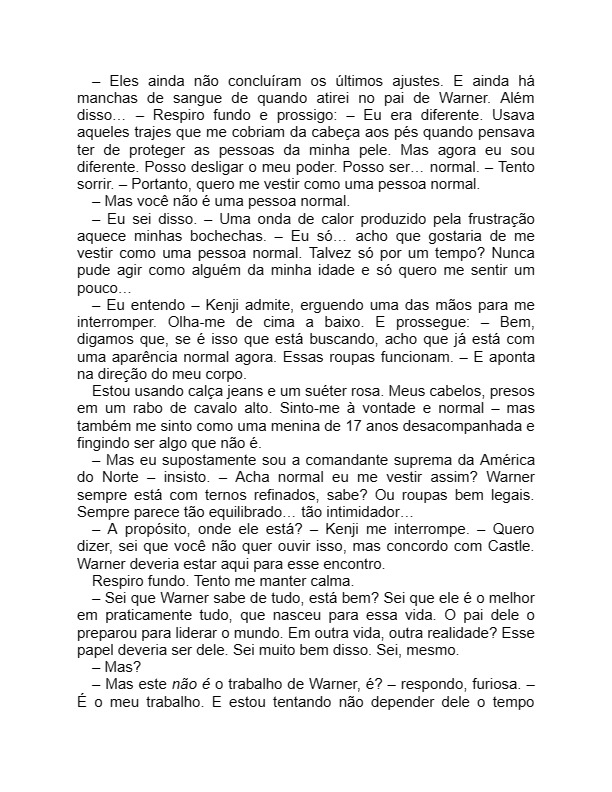 – Eles ainda não concluíram os últimos ajustes. E ainda há
manchas de sangue de quando atirei no pai de Warner. Além
disso… – Respiro fundo e prossigo: – Eu era diferente. Usava
aqueles trajes que me cobriam da cabeça aos pés quando pensava
ter de proteger as pessoas da minha pele. Mas agora eu sou
diferente. Posso desligar o meu poder. Posso ser… normal. – Tento
sorrir. – Portanto, quero me vestir como uma pessoa normal.
– Mas você não é uma pessoa normal.
– Eu sei disso. – Uma onda de calor produzido pela frustração
aquece minhas bochechas. – Eu só… acho que gostaria de me
vestir como uma pessoa normal. Talvez só por um tempo? Nunca
pude agir como alguém da minha idade e só quero me sentir um
pouco…
– Eu entendo – Kenji admite, erguendo uma das mãos para me
interromper. Olha-me de cima a baixo. E prossegue: – Bem,
digamos que, se é isso que está buscando, acho que já está com
uma aparência normal agora. Essas roupas funcionam. – E aponta
na direção do meu corpo.
Estou usando calça jeans e um suéter rosa. Meus cabelos, presos
em um rabo de cavalo alto. Sinto-me à vontade e normal – mas
também me sinto como uma menina de 17 anos desacompanhada e
fingindo ser algo que não é.
– Mas eu supostamente sou a comandante suprema da América
do Norte – insisto. – Acha normal eu me vestir assim? Warner
sempre está com ternos refinados, sabe? Ou roupas bem legais.
Sempre parece tão equilibrado… tão intimidador…
– A propósito, onde ele está? – Kenji me interrompe. – Quero
dizer, sei que você não quer ouvir isso, mas concordo com Castle.
Warner deveria estar aqui para esse encontro.
Respiro fundo. Tento me manter calma.
– Sei que Warner sabe de tudo, está bem? Sei que ele é o melhor
em praticamente tudo, que nasceu para essa vida. O pai dele o
preparou para liderar o mundo. Em outra vida, outra realidade? Esse
papel deveria ser dele. Sei muito bem disso. Sei, mesmo.
– Mas?
– Mas este não é o trabalho de Warner, é? – respondo, furiosa. –
É o meu trabalho. E estou tentando não depender dele o tempo